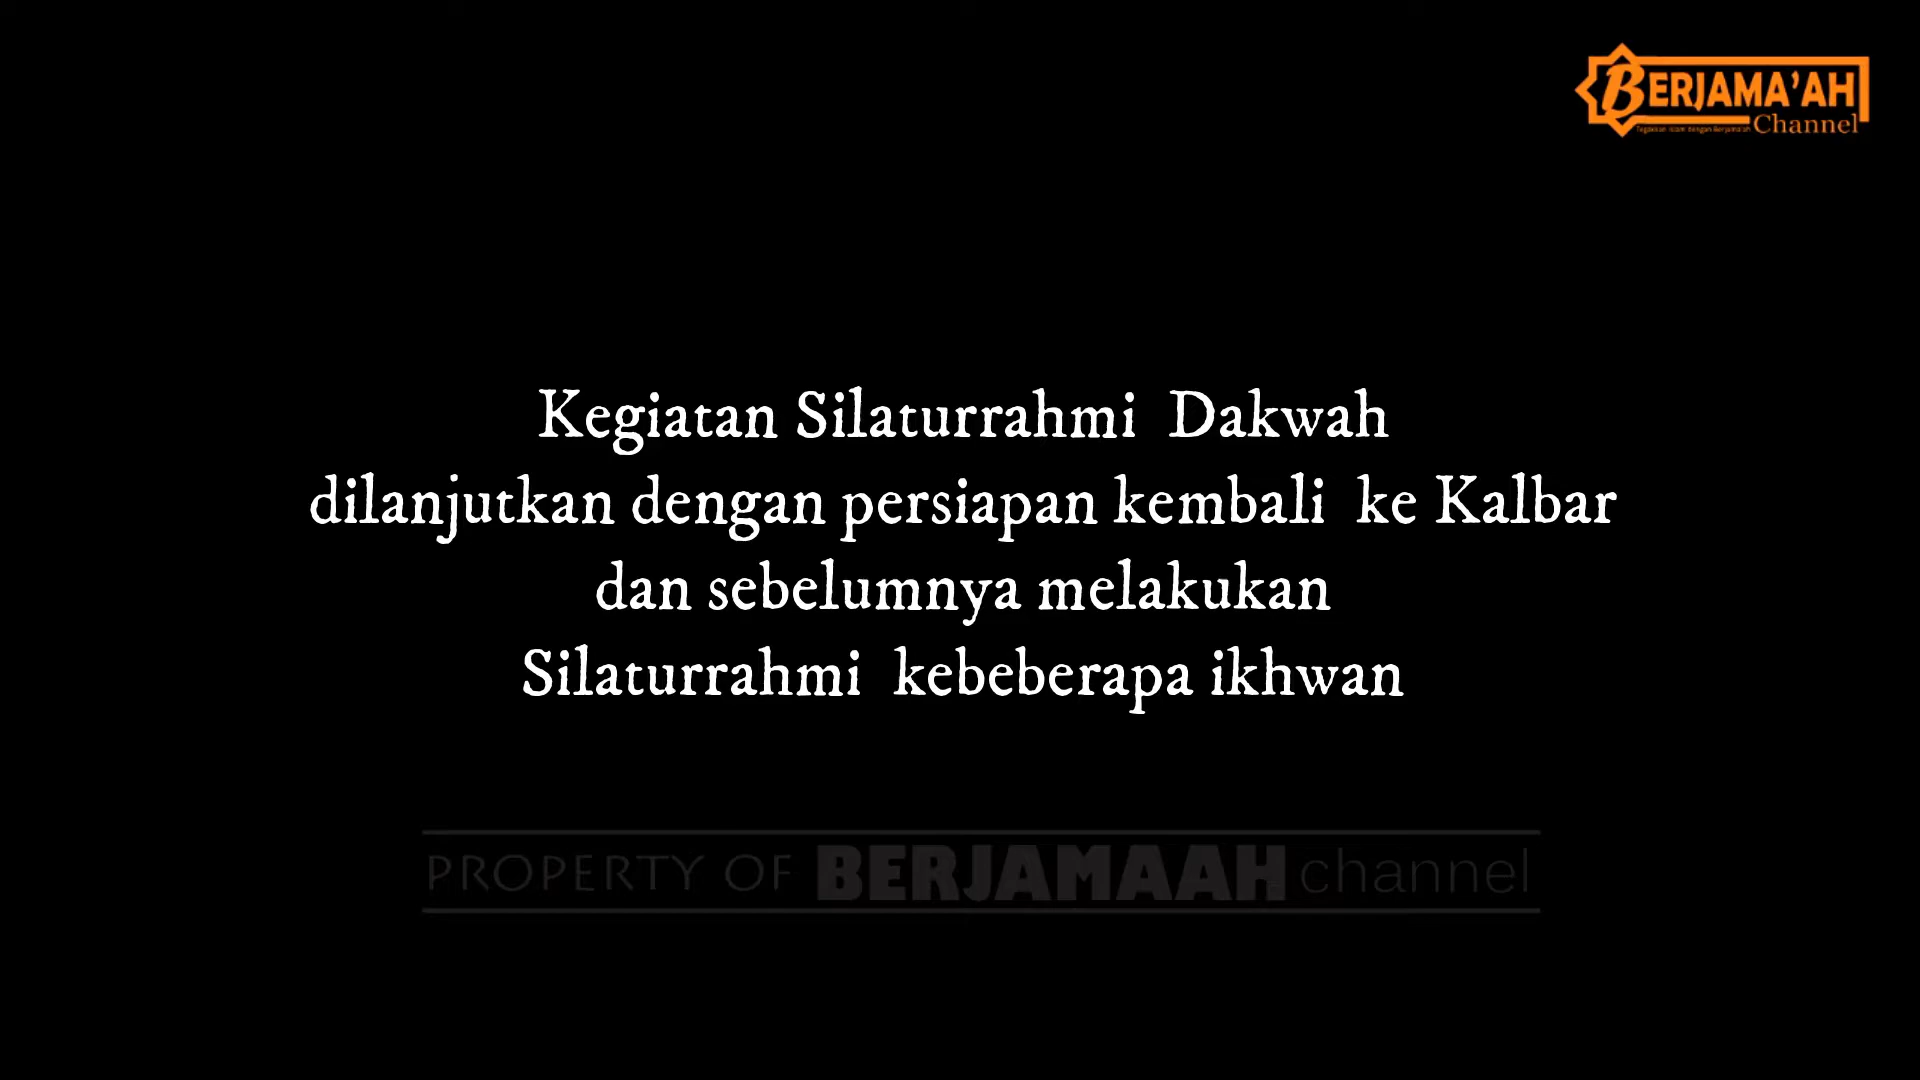 BERJAMA'AH
Channel
Kegiatan Silaturrahmi Dakwah
dilanjutkan dengan persiapan kembali ke Kalbar
dan sebelumnya melakukan
Silaturrahmi kebeberapa ikhwan
PROPERTY OF BERJAMAAH channel